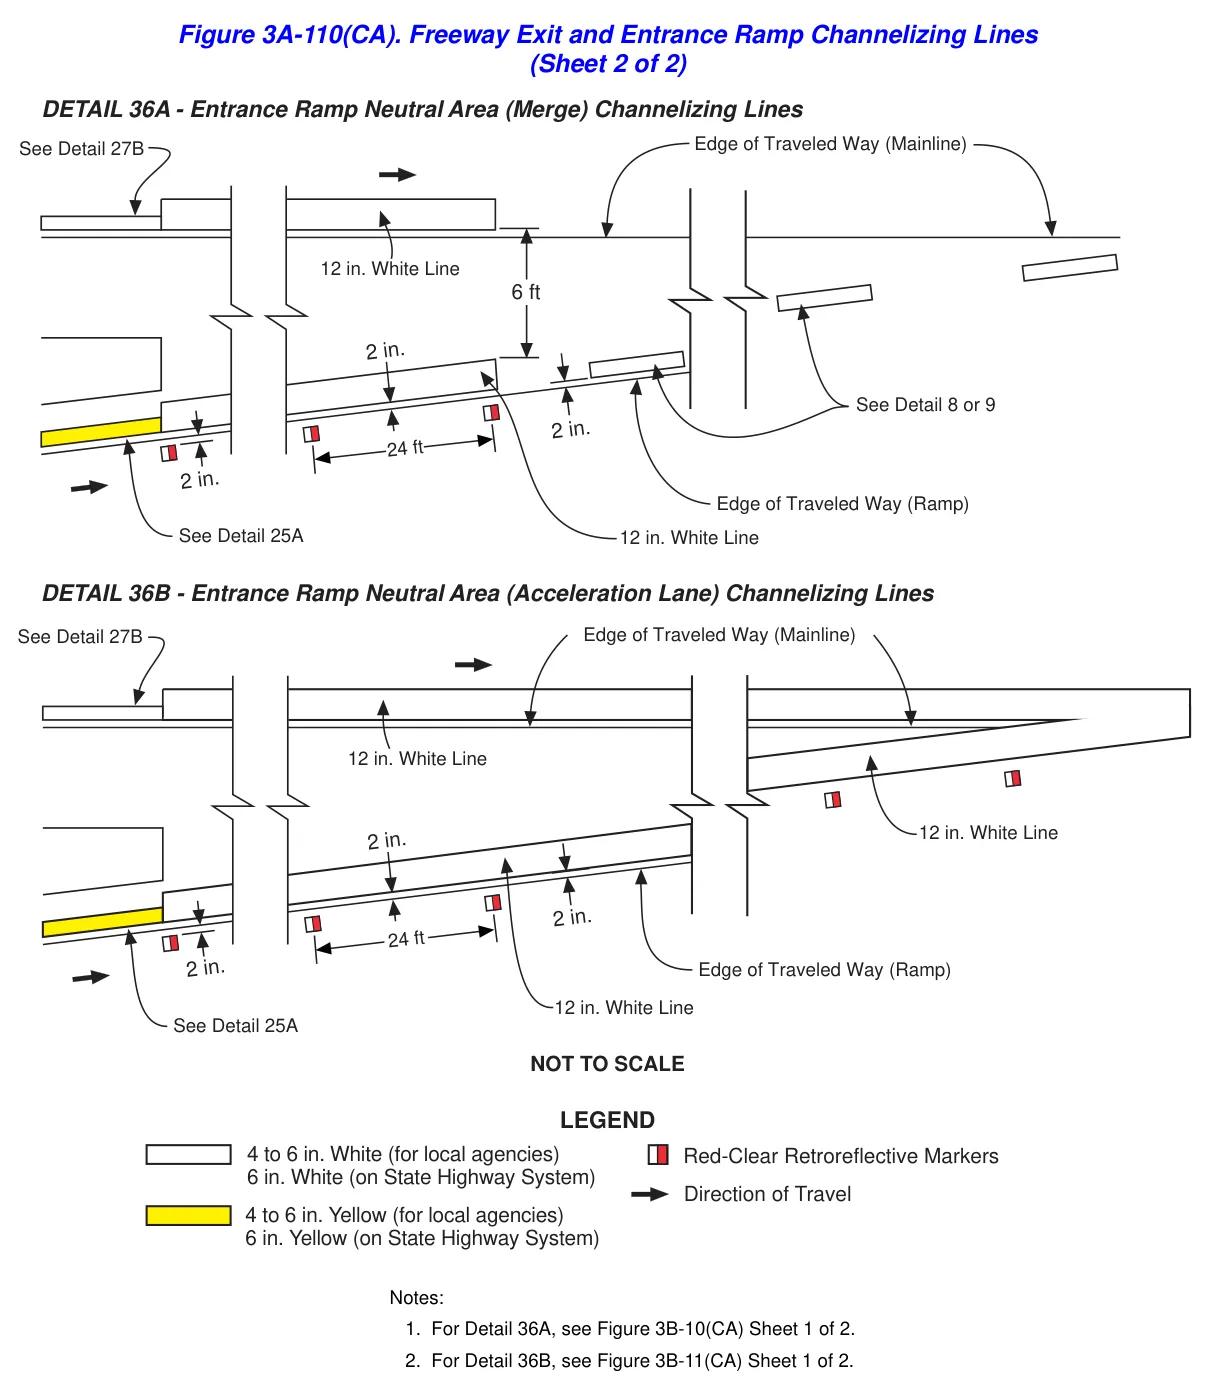 Figure 3A-110(CA). Freeway Exit and Entrance Ramp Channelizing Lines
(Sheet 2 of 2)
DETAIL 36A - Entrance Ramp Neutral Area (Merge) Channelizing Lines
See Detail 27B
Edge of Traveled Way (Mainline)
12 in. White Line
6 ft
2 in.
See Detail 8 or 9
2 in.
24 ft
2 in.
Edge of Traveled Way (Ramp)
See Detail 25A
12 in. White Line
DETAIL 36B - Entrance Ramp Neutral Area (Acceleration Lane) Channelizing Lines
See Detail 27B
Edge of Traveled Way (Mainline)
12 in. White Line
12 in. White Line
2 in.
2 in.
24 ft
2 in.
Edge of Traveled Way (Ramp)
12 in. White Line
See Detail 25A
NOT TO SCALE
LEGEND
4 to 6 in. White (for local agencies)
6 in. White (on State Highway System)
Red-Clear Retroreflective Markers
Direction of Travel
4 to 6 in. Yellow (for local agencies)
6 in. Yellow (on State Highway System)
Notes:
1. For Detail 36A, see Figure 3B-10(CA) Sheet 1 of 2.
2. For Detail 36B, see Figure 3B-11(CA) Sheet 1 of 2.